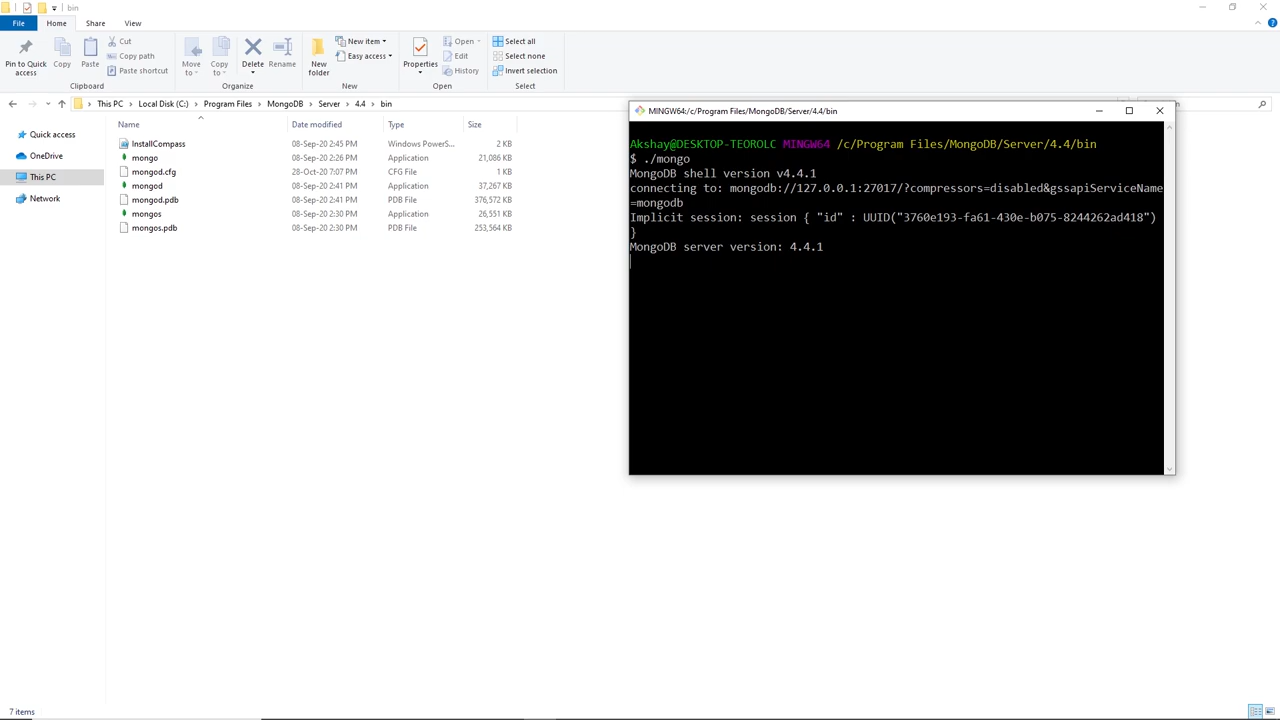 bin
File
Home
Share
View
Pin to Quick access
Copy
Paste
Cut
Copy path
Paste shortcut
Clipboard
Move to
Copy to
Delete
Rename
Organize
New folder
New item
Easy access
New
Properties
Open
Edit
History
Open
Select all
Select none
Invert selection
Select
This PC
Local Disk (C:)
Program Files
MongoDB
Server
4.4
bin
Quick access
OneDrive
This PC
Network
Name Date modified Type Size
InstallCompass 08-Sep-20 2:45 PM Windows PowerS... 2 KB
mongo 08-Sep-20 2:26 PM Application 21,086 KB
mongod.cfg 28-Oct-20 7:07 PM CFG File 1 KB
mongod 08-Sep-20 2:41 PM Application 37,267 KB
mongod.pdb 08-Sep-20 2:41 PM PDB File 376,572 KB
mongos 08-Sep-20 2:30 PM Application 26,551 KB
mongos.pdb 08-Sep-20 2:30 PM PDB File 253,564 KB
MINGW64:/c/Program Files/MongoDB/Server/4.4/bin
Akshay@DESKTOP-TEOROLC MINGW64 /c/Program Files/MongoDB/Server/4.4/bin
$ ./mongo
MongoDB shell version v4.4.1
connecting to: mongodb://127.0.0.1:27017/?compressors=disabled&gssapiServiceName
=mongodb
Implicit session: session { "id" : UUID("3760e193-fa61-430e-b075-8244262ad418")
}
MongoDB server version: 4.4.1
7 items